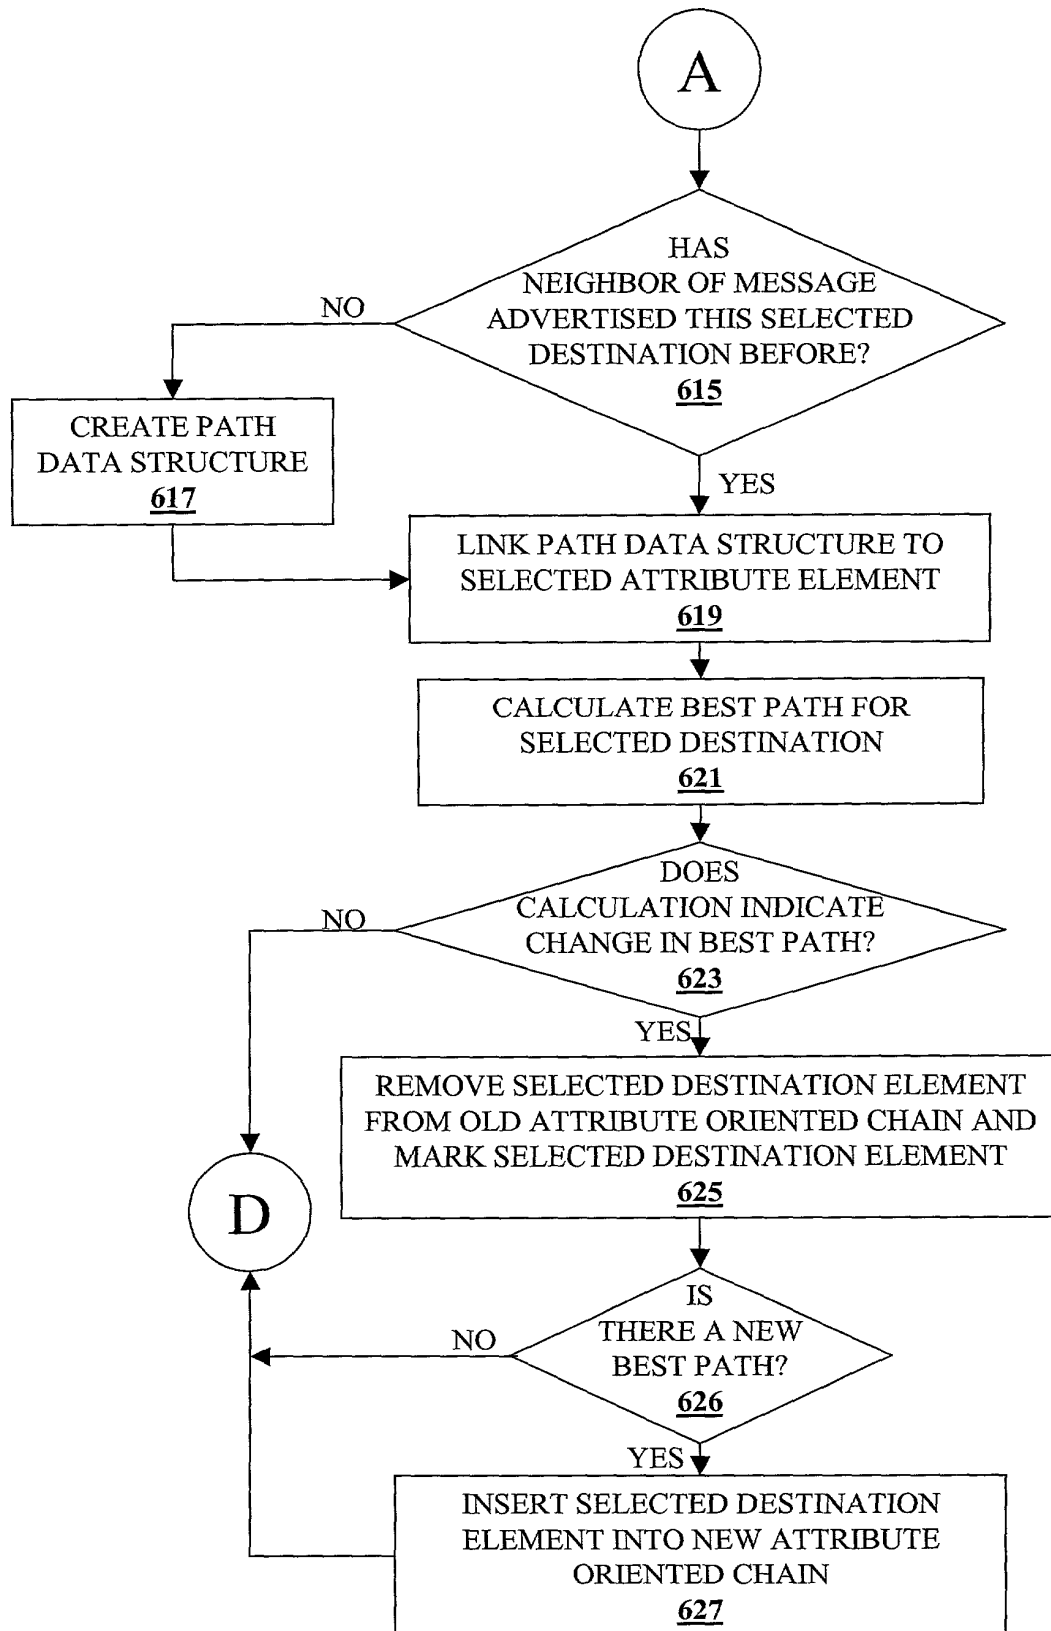 A
HAS
NEIGHBOR OF MESSAGE
ADVERTISED THIS SELECTED
DESTINATION BEFORE?
615
NO
CREATE PATH
DATA STRUCTURE
617
YES
LINK PATH DATA STRUCTURE TO
SELECTED ATTRIBUTE ELEMENT
619
CALCULATE BEST PATH FOR
SELECTED DESTINATION
621
DOES
CALCULATION INDICATE
CHANGE IN BEST PATH?
623
NO
YES
REMOVE SELECTED DESTINATION ELEMENT
FROM OLD ATTRIBUTE ORIENTED CHAIN AND
MARK SELECTED DESTINATION ELEMENT
625
D
IS
THERE A NEW
BEST PATH?
626
NO
YES
INSERT SELECTED DESTINATION
ELEMENT INTO NEW ATTRIBUTE
ORIENTED CHAIN
627